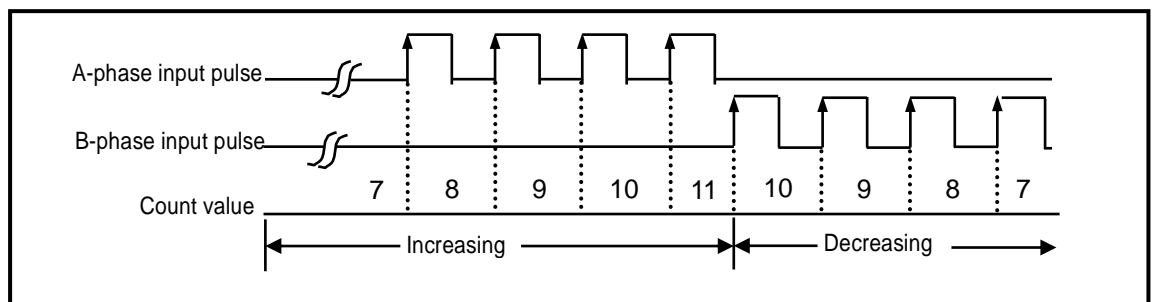 A-phase input pulse
B-phase input pulse
7 8 9 10 11 10 9 8 7
Count value
Increasing Decreasing